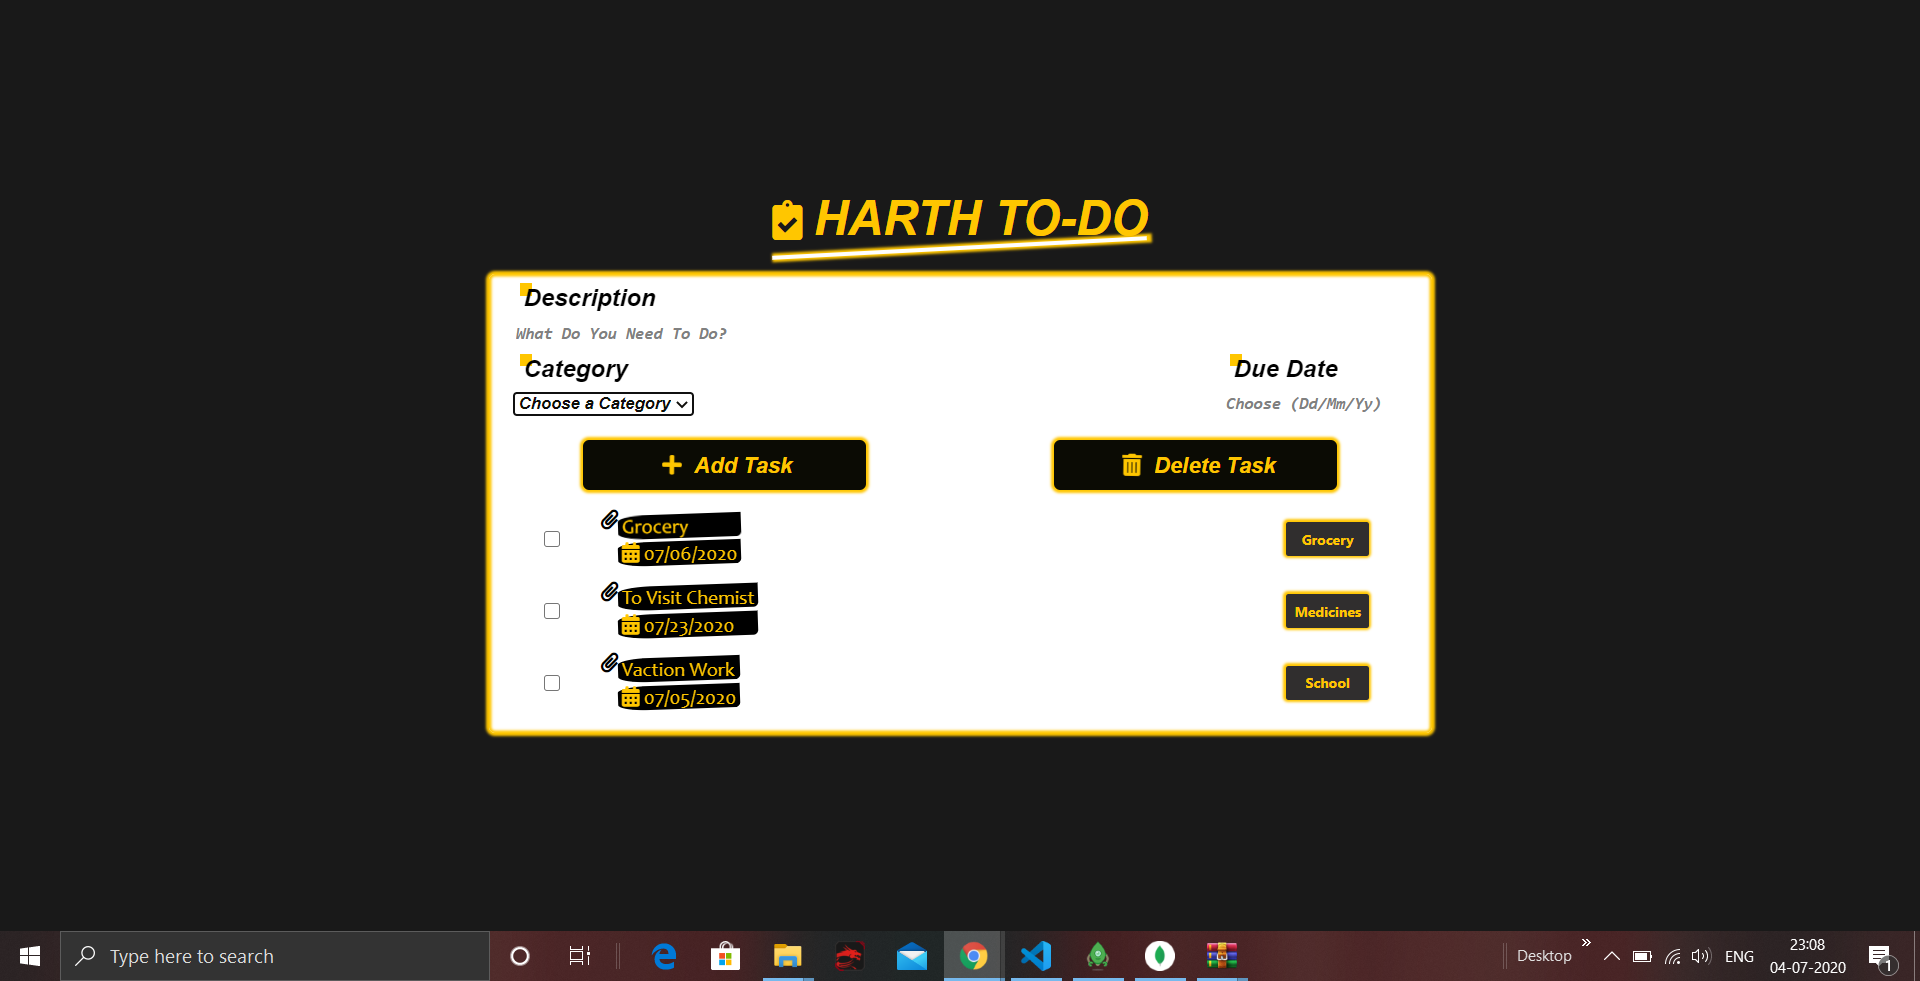 HARTH TO-DO
Description
What Do You Need To Do?
Category
Due Date
Choose a Category
Choose (Dd/Mm/Yy)
Add Task
Delete Task
Grocery
07/06/2020
Grocery
To Visit Chemist
07/23/2020
Medicines
Vaction Work
07/05/2020
School
Type here to search
Desktop
ENG
23:08
04-07-2020
1